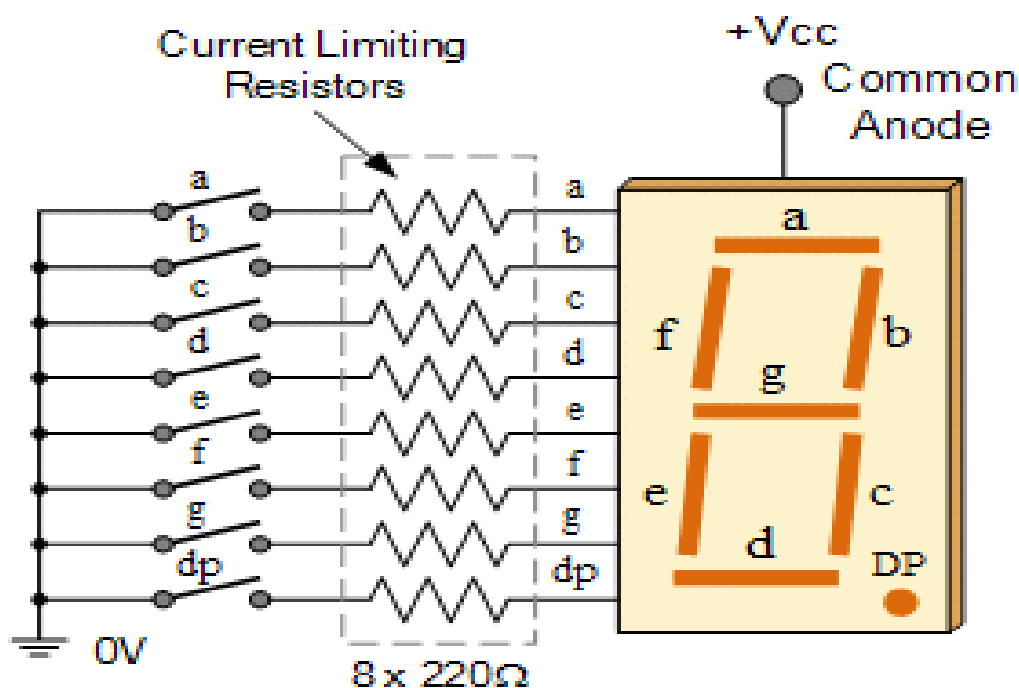 Current Limiting
Resistors
+Vcc
Common
Anode
a
b
c
d
e
f
g
dp
a
b
c
d
e
f
g
dp
a
f
b
g
e
c
d
DP
0V
8 x 220Ω